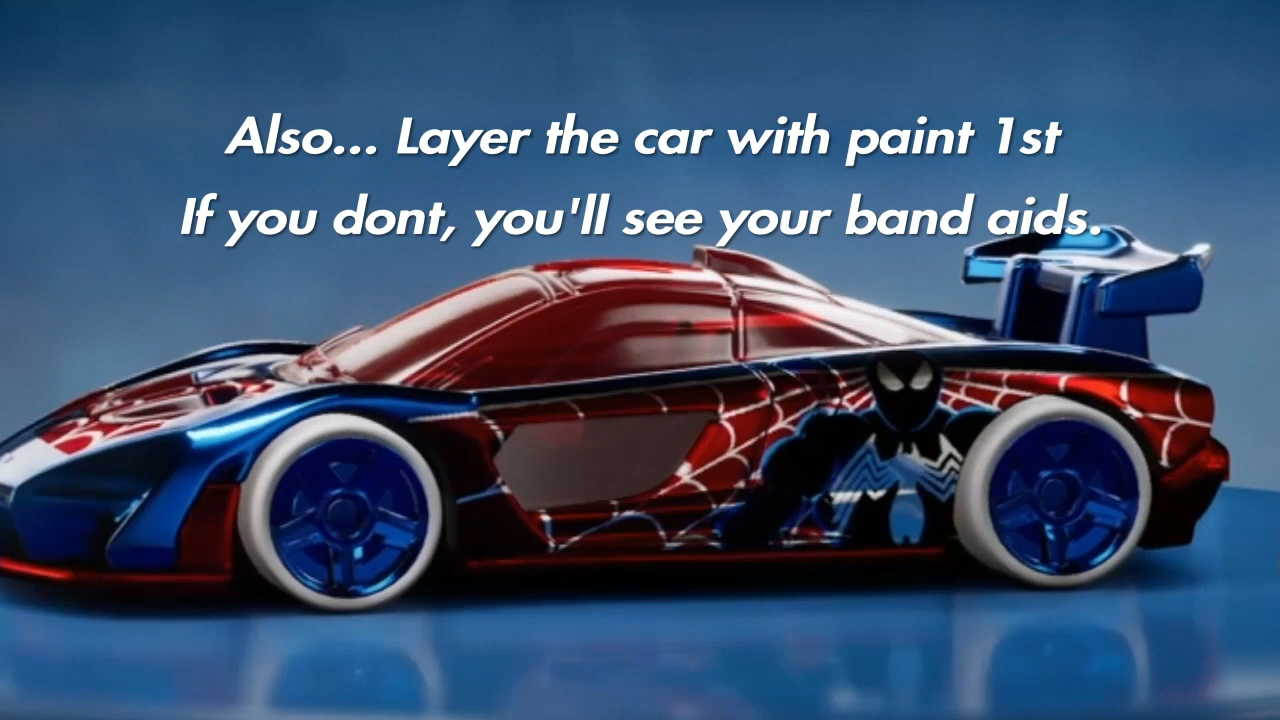 Also... Layer the car with paint 1st
If you dont, you'll see your band aids.